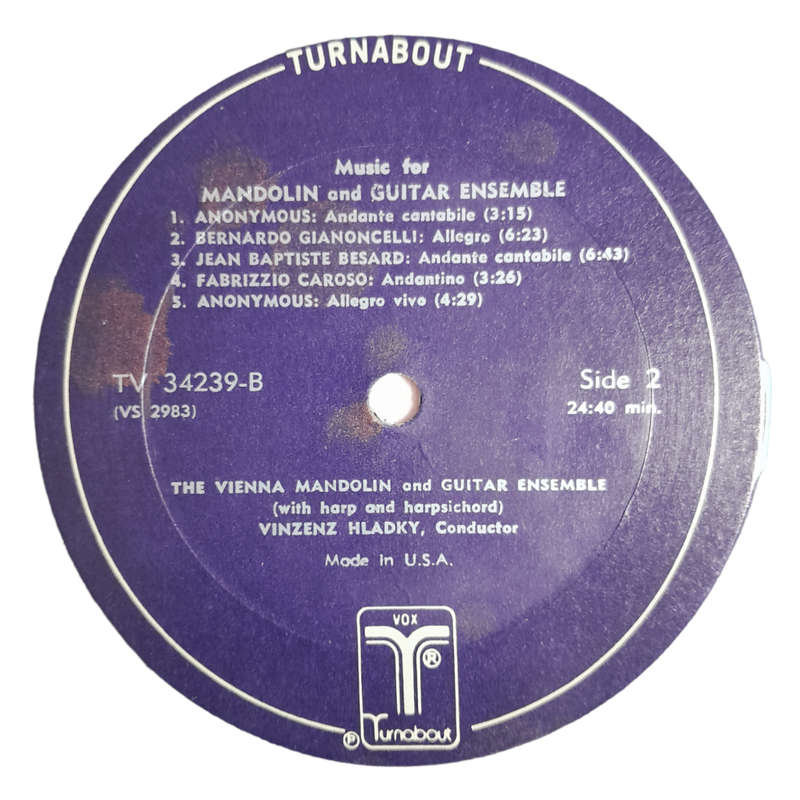 TURNABOUT
Music for
MANDOLIN and GUITAR ENSEMBLE
1. ANONYMOUS: Andante cantabile (3:15)
2. BERNARDO GIANONCELLI: Allegro (6:23)
3. JEAN BAPTISTE BESARD: Andante cantabile (6:43)
4. FABRIZZIO CAROSO: Andantino (3:26)
5. ANONYMOUS: Allegro vivo (4:29)
TV 34239-B
Side 2
(VS 2983)
24:40 min.
THE VIENNA MANDOLIN and GUITAR ENSEMBLE
(with harp and harpsichord)
VINZENZ HLADKY, Conductor
Made in U.S.A.
VOX
®
Turnabout
℗